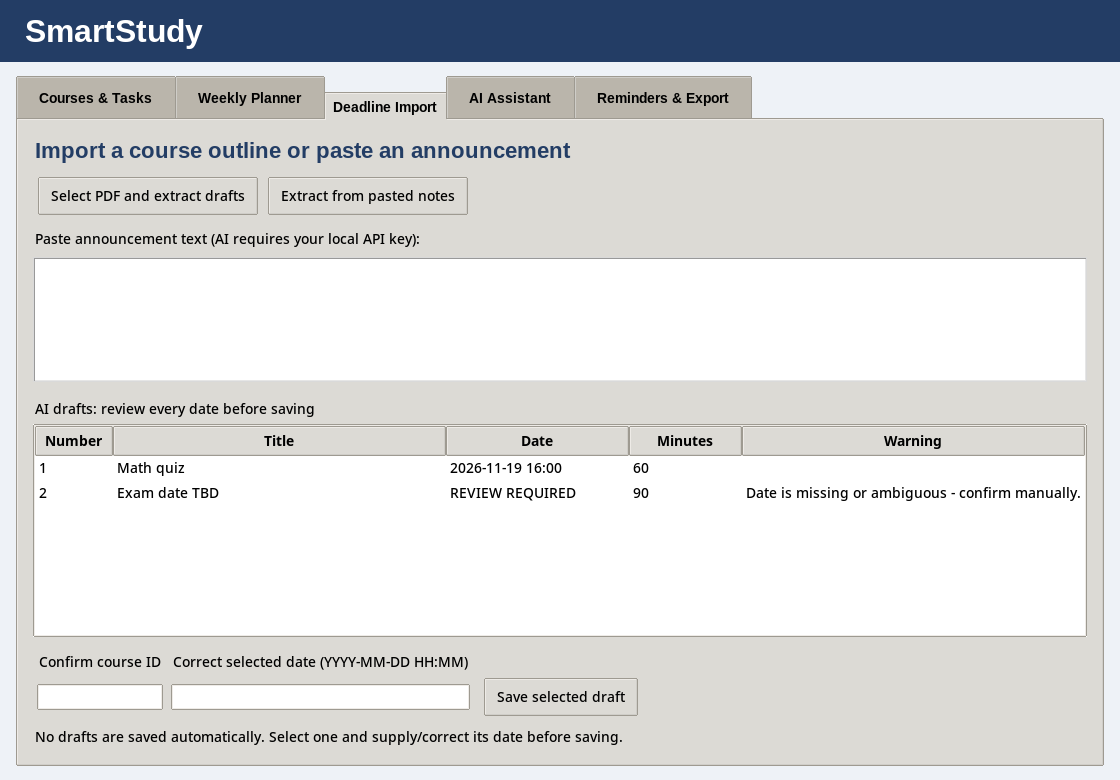 SmartStudy
Courses & Tasks Weekly Planner Deadline Import AI Assistant Reminders & Export
Import a course outline or paste an announcement
Select PDF and extract drafts Extract from pasted notes
Paste announcement text (AI requires your local API key):
AI drafts: review every date before saving
Number Title Date Minutes Warning
1 Math quiz 2026-11-19 16:00 60
2 Exam date TBD REVIEW REQUIRED 90 Date is missing or ambiguous - confirm manually.
Confirm course ID Correct selected date (YYYY-MM-DD HH:MM)
Save selected draft
No drafts are saved automatically. Select one and supply/correct its date before saving.